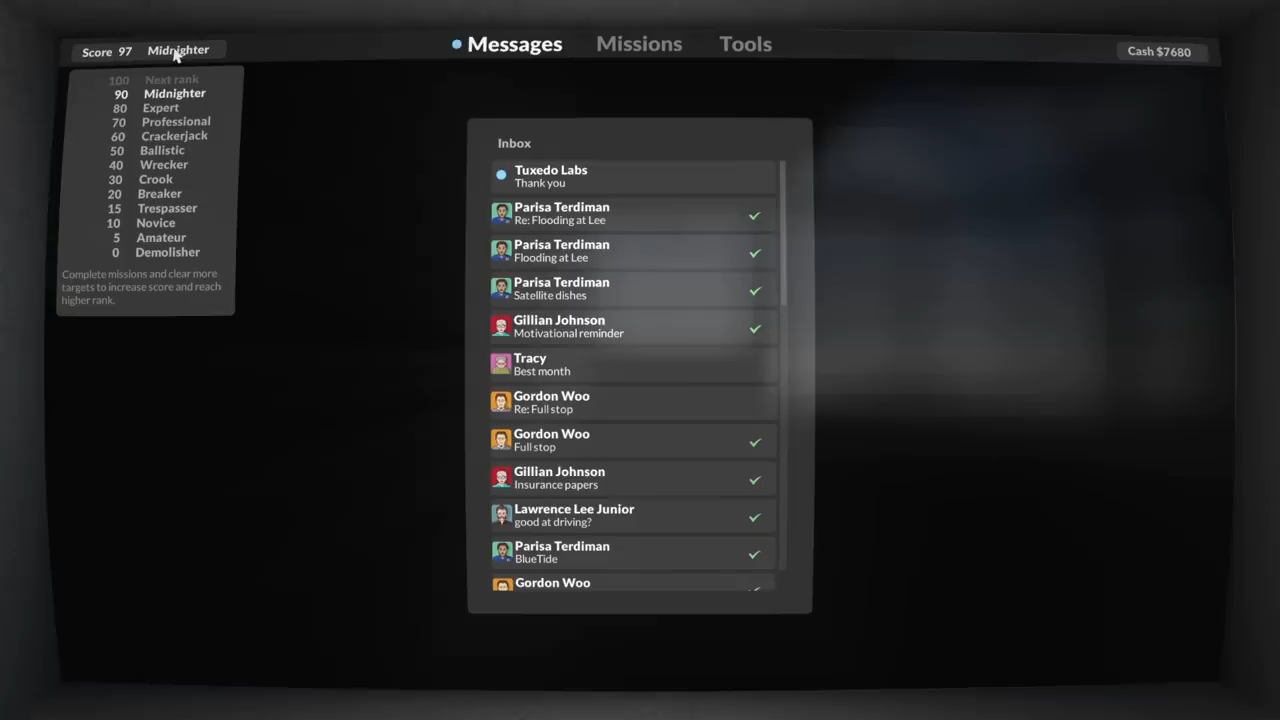 Score 97 Midnighter
Messages
Missions
Tools
Cash $7680
100 Next rank
90 Midnighter
80 Expert
70 Professional
60 Crackerjack
50 Ballistic
40 Wrecker
30 Crook
20 Breaker
15 Trespasser
10 Novice
5 Amateur
0 Demolisher
Complete missions and clear more
targets to increase score and reach
higher rank.
Inbox
Tuxedo Labs
Thank you
Parisa Terdiman
Re: Flooding at Lee
Parisa Terdiman
Flooding at Lee
Parisa Terdiman
Satellite dishes
Gillian Johnson
Motivational reminder
Tracy
Best month
Gordon Woo
Re: Full stop
Gordon Woo
Full stop
Gillian Johnson
Insurance papers
Lawrence Lee Junior
good at driving?
Parisa Terdiman
BlueTide
Gordon Woo